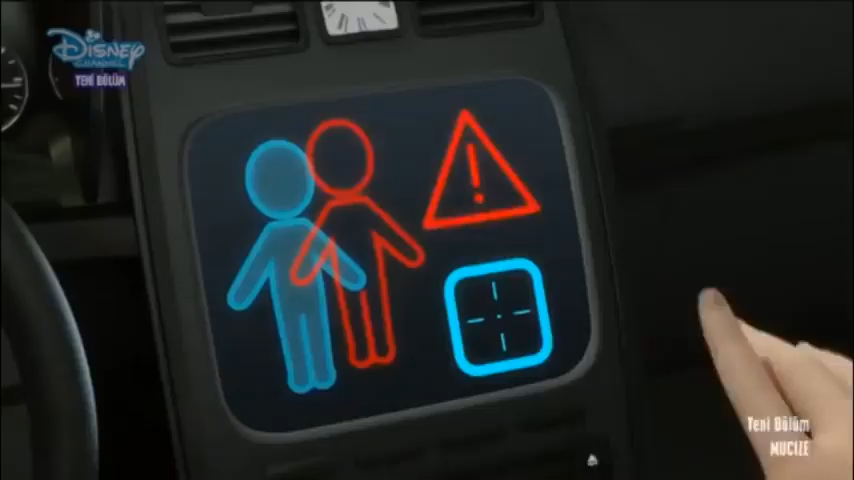 Disney
CHANNEL
YENİ BÖLÜM
!
Yeni Bölüm
MUCİZE